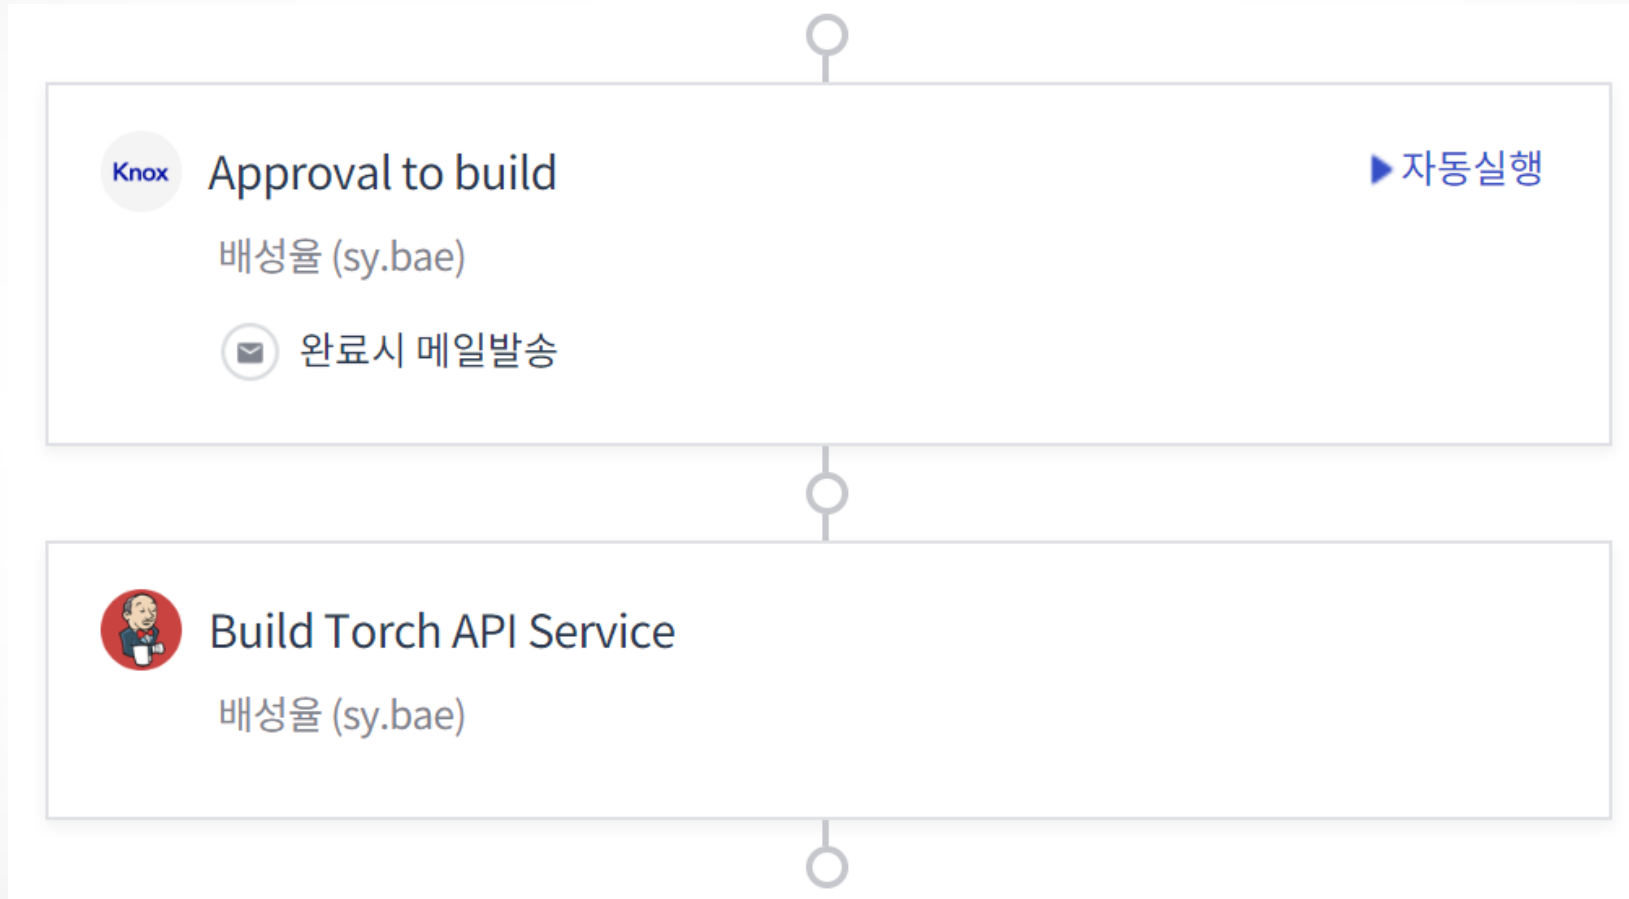 Knox
Approval to build
▶자동실행
배성율 (sy.bae)
완료시 메일발송
Build Torch API Service
배성율 (sy.bae)